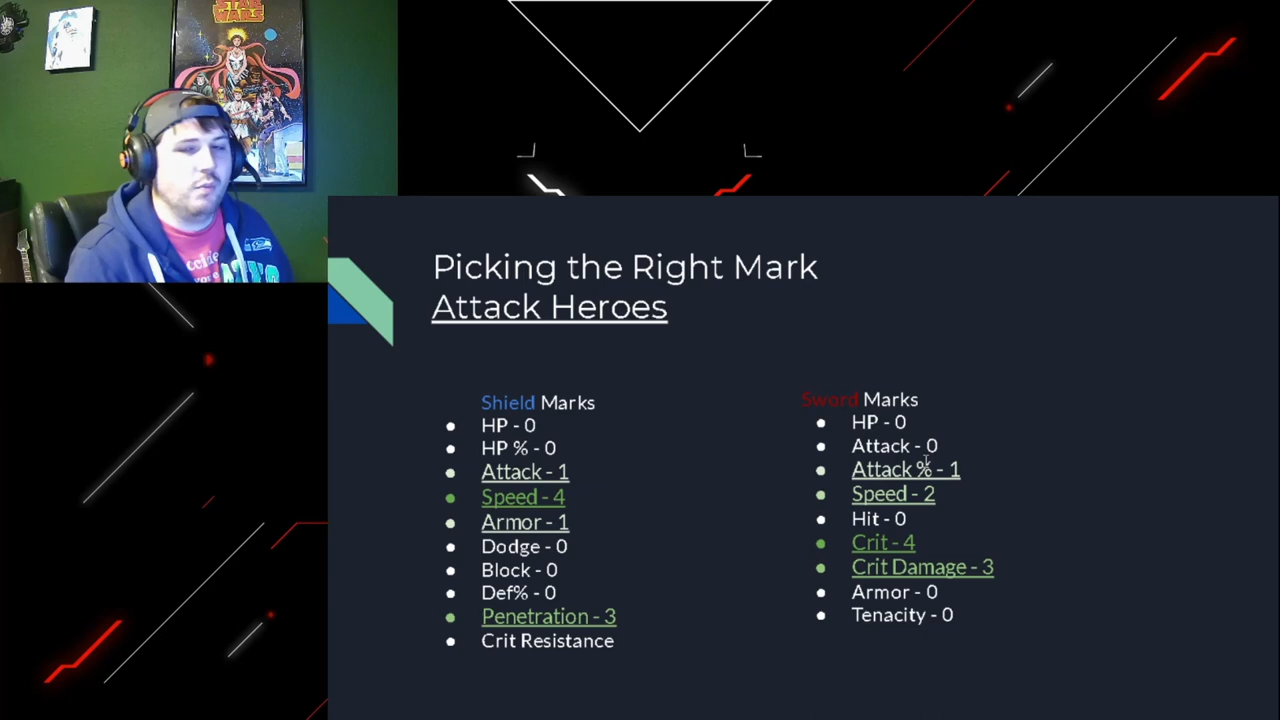 STAR
WARS
Picking the Right Mark
Attack Heroes
Shield Marks
HP - 0
HP % - 0
Attack - 1
Speed - 4
Armor - 1
Dodge - 0
Block - 0
Def% - 0
Penetration - 3
Crit Resistance
Sword Marks
HP - 0
Attack - 0
Attack % - 1
Speed - 2
Hit - 0
Crit - 4
Crit Damage - 3
Armor - 0
Tenacity - 0